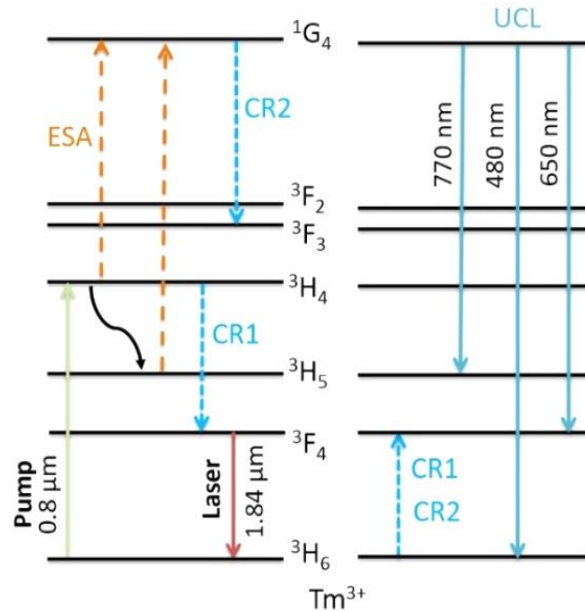 ¹G₄
UCL
ESA
CR2
770 nm
480 nm
650 nm
³F₂
³F₃
³H₄
CR1
³H₅
³F₄
Pump
0.8 µm
Laser
1.84 µm
CR1
CR2
³H₆
Tm³⁺